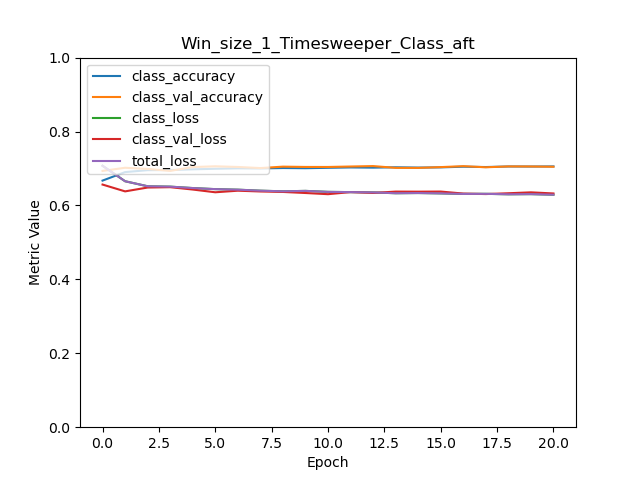 Win_size_1_Timesweeper_Class_aft
1.0
class_accuracy
class_val_accuracy
class_loss
class_val_loss
total_loss
0.8
0.6
0.4
0.2
0.0
Metric Value
0.0 2.5 5.0 7.5 10.0 12.5 15.0 17.5 20.0
Epoch